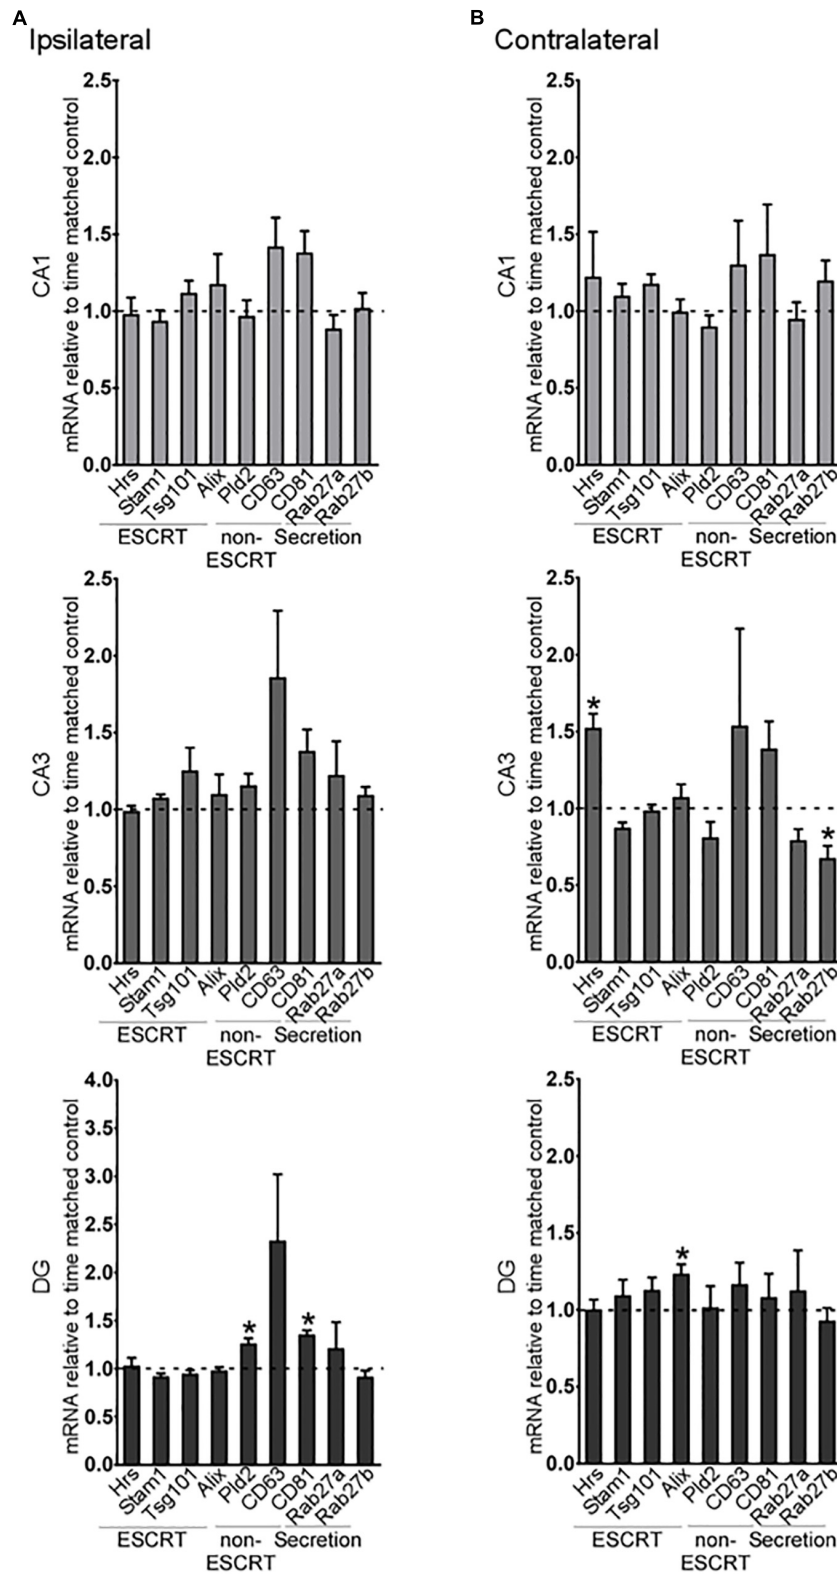 A
Ipsilateral
CA1
mRNA relative to time matched control
2.5
2.0
1.5
1.0
0.5
0.0
Hrs
Stam1
Tsg101
Alix
Pld2
CD63
CD81
Rab27a
Rab27b
ESCRT
non-
ESCRT
Secretion
CA3
mRNA relative to time matched control
2.5
2.0
1.5
1.0
0.5
0.0
Hrs
Stam1
Tsg101
Alix
Pld2
CD63
CD81
Rab27a
Rab27b
ESCRT
non-
ESCRT
Secretion
DG
mRNA relative to time matched control
4.0
3.5
3.0
2.5
2.0
1.5
1.0
0.5
0.0
*
*
Hrs
Stam1
Tsg101
Alix
Pld2
CD63
CD81
Rab27a
Rab27b
ESCRT
non-
ESCRT
Secretion
B
Contralateral
CA1
mRNA relative to time matched control
2.5
2.0
1.5
1.0
0.5
0.0
Hrs
Stam1
Tsg101
Alix
Pld2
CD63
CD81
Rab27a
Rab27b
ESCRT
non-
ESCRT
Secretion
CA3
mRNA relative to time matched control
2.5
2.0
1.5
1.0
0.5
0.0
*
*
Hrs
Stam1
Tsg101
Alix
Pld2
CD63
CD81
Rab27a
Rab27b
ESCRT
non-
ESCRT
Secretion
DG
mRNA relative to time matched control
2.5
2.0
1.5
1.0
0.5
0.0
*
Hrs
Stam1
Tsg101
Alix
Pld2
CD63
CD81
Rab27a
Rab27b
ESCRT
non-
ESCRT
Secretion